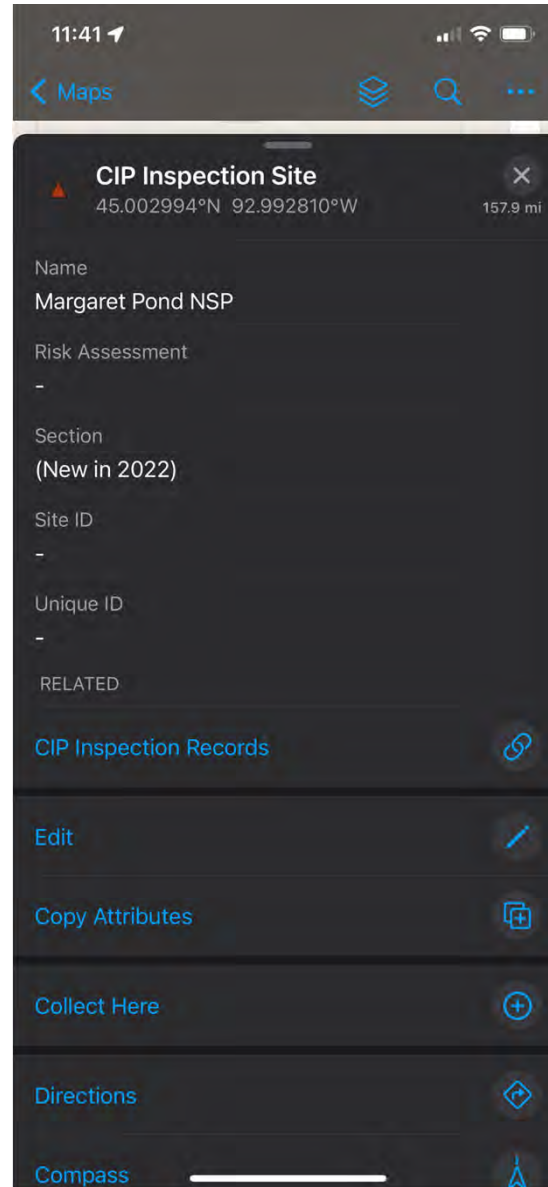 11:41
Maps
CIP Inspection Site
45.002994°N 92.992810°W
157.9 mi
Name
Margaret Pond NSP
Risk Assessment
-
Section
(New in 2022)
Site ID
-
Unique ID
-
RELATED
CIP Inspection Records
Edit
Copy Attributes
Collect Here
Directions
Compass